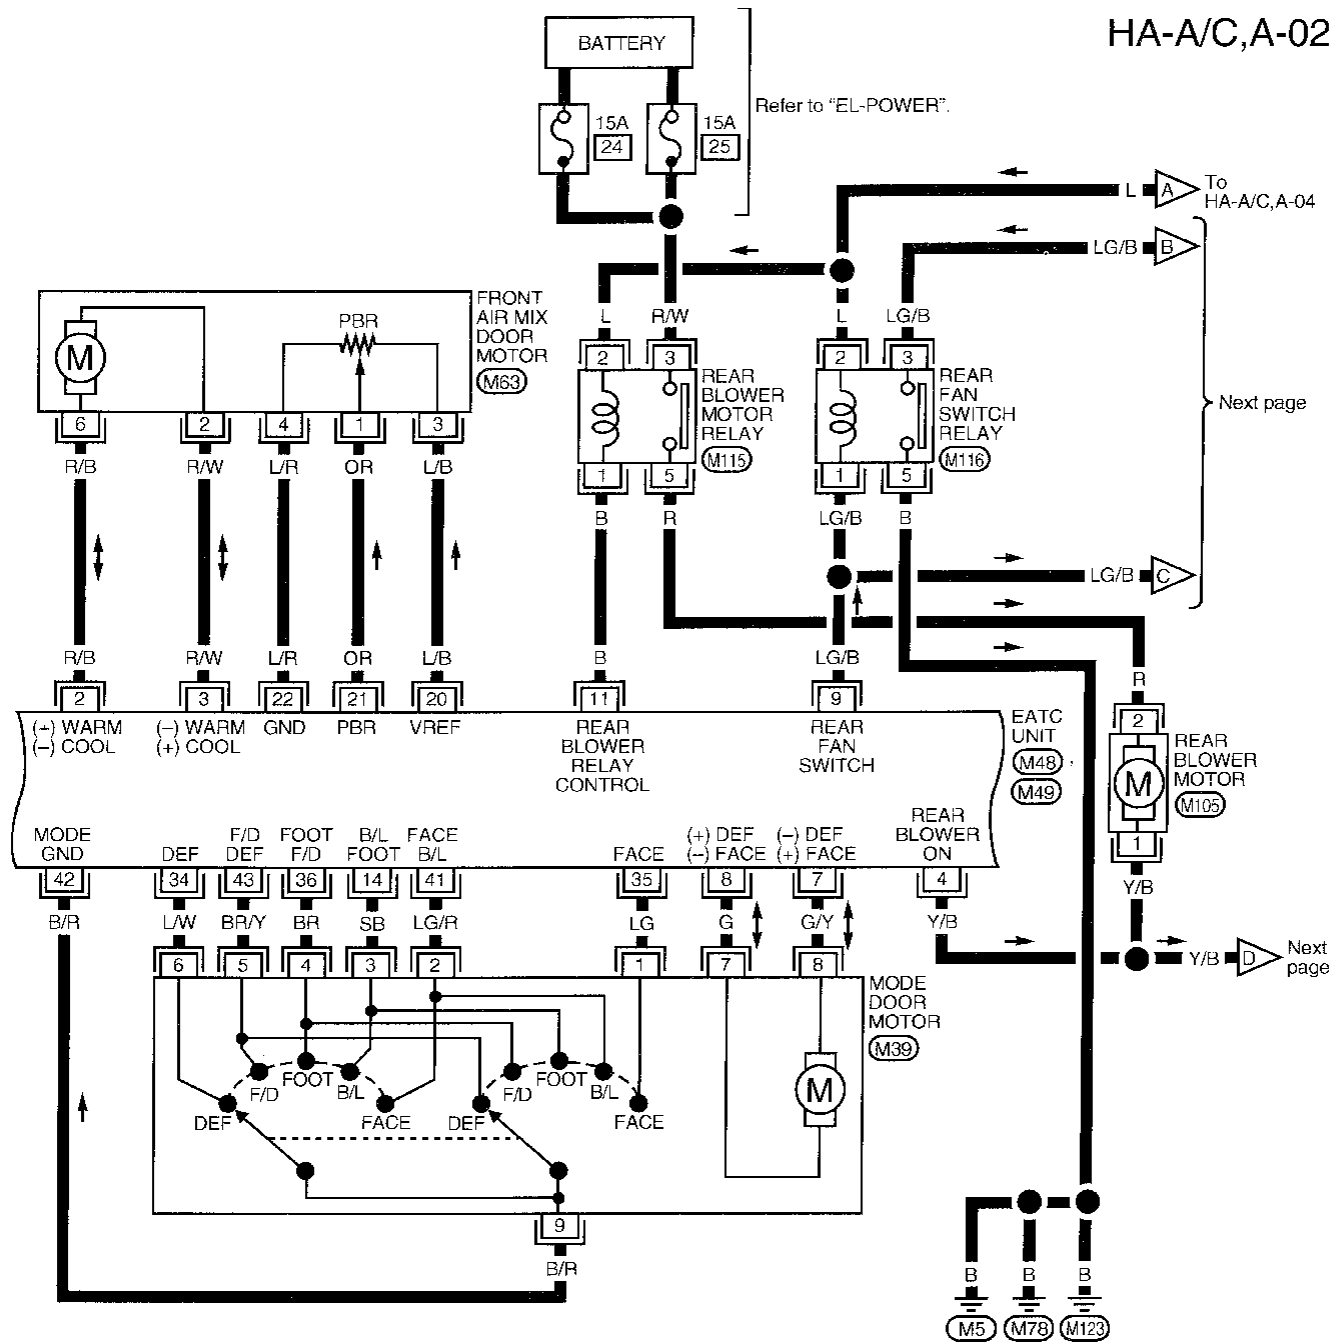 HA-A/C,A-02
BATTERY
Refer to "EL-POWER".
15A
24
15A
25
L
A
To
HA-A/C,A-04
LG/B
B
L
R/W
L
LG/B
FRONT
AIR MIX
DOOR
MOTOR
M63
PBR
M
6
2
4
1
3
2
3
REAR
BLOWER
MOTOR
RELAY
M115
1
5
2
3
REAR
FAN
SWITCH
RELAY
M116
1
5
Next page
R/B
R/W
L/R
OR
L/B
B
R
LG/B
B
LG/B
C
R/B
R/W
L/R
OR
L/B
B
LG/B
R
2
3
22
21
20
11
9
(+) WARM
(–) COOL
(–) WARM
(+) COOL
GND
PBR
VREF
REAR
BLOWER
RELAY
CONTROL
REAR
FAN
SWITCH
EATC
UNIT
M48
M49
2
M
REAR
BLOWER
MOTOR
M105
1
MODE
GND
DEF
F/D
DEF
FOOT
F/D
B/L
FOOT
FACE
B/L
FACE
(+) DEF
(–) FACE
(–) DEF
(+) FACE
REAR
BLOWER
ON
42
34
43
36
14
41
35
8
7
4
B/R
L/W
BR/Y
BR
SB
LG/R
LG
G
G/Y
Y/B
Y/B
Y/B
D
Next
page
6
5
4
3
2
1
7
8
MODE
DOOR
MOTOR
M39
DEF
F/D
FOOT
B/L
FACE
DEF
F/D
FOOT
B/L
FACE
M
9
B/R
B
B
B
M5
M78
M123